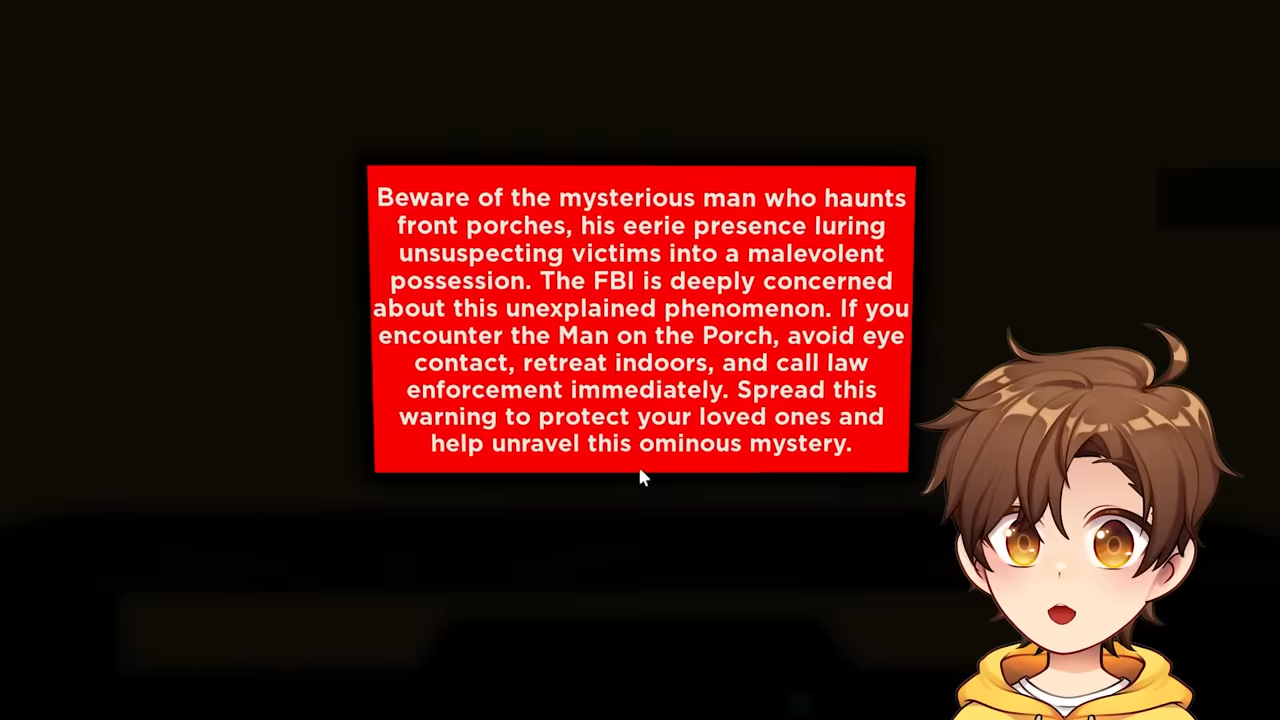 Beware of the mysterious man who haunts
front porches, his eerie presence luring
unsuspecting victims into a malevolent
possession. The FBI is deeply concerned
about this unexplained phenomenon. If you
encounter the Man on the Porch, avoid eye
contact, retreat indoors, and call law
enforcement immediately. Spread this
warning to protect your loved ones and
help unravel this ominous mystery.